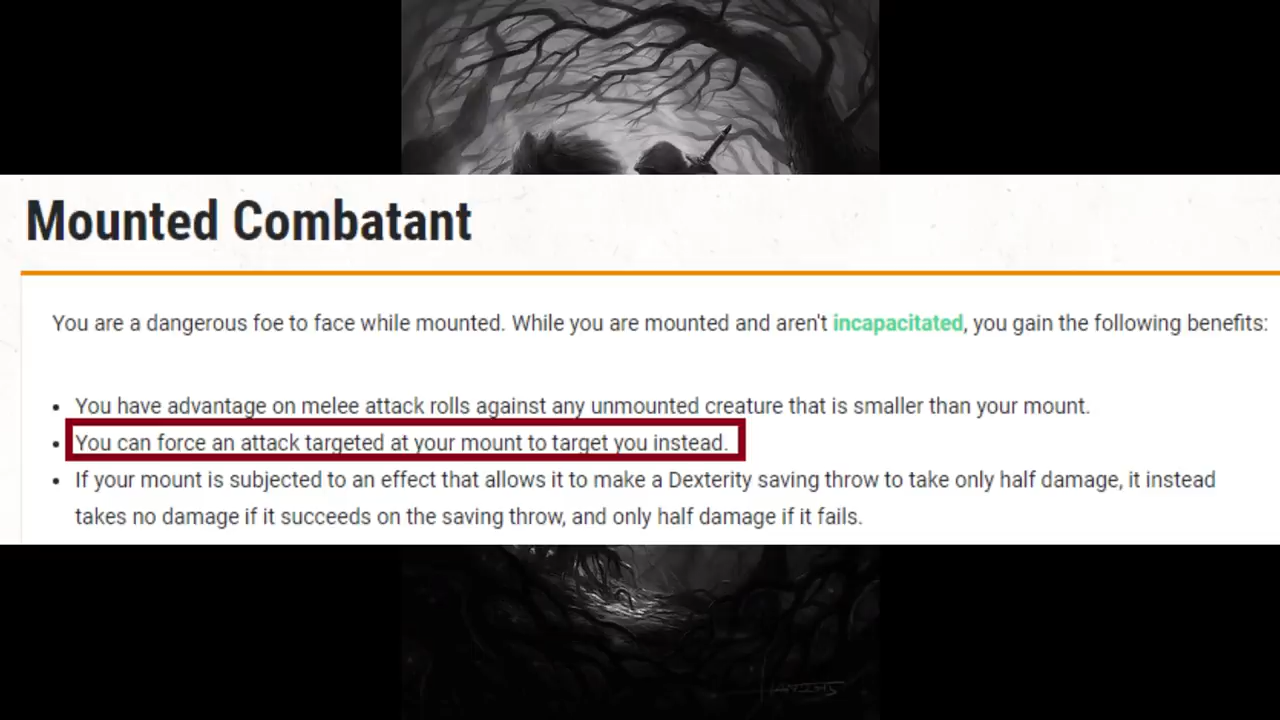 Mounted Combatant
You are a dangerous foe to face while mounted. While you are mounted and aren't incapacitated, you gain the following benefits:
• You have advantage on melee attack rolls against any unmounted creature that is smaller than your mount.
• You can force an attack targeted at your mount to target you instead.
• If your mount is subjected to an effect that allows it to make a Dexterity saving throw to take only half damage, it instead
takes no damage if it succeeds on the saving throw, and only half damage if it fails.